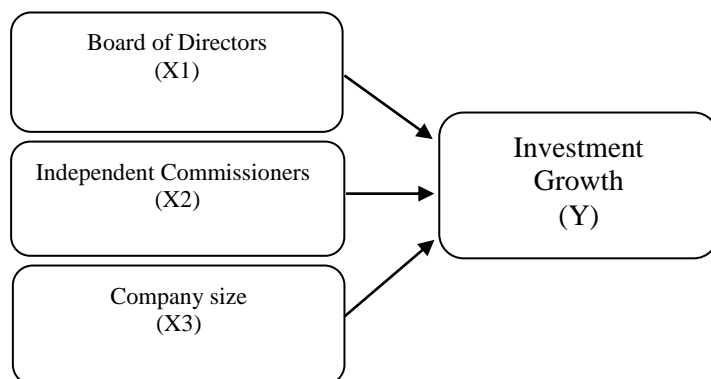 Board of Directors
(X1)
Independent Commissioners
(X2)
Company size
(X3)
Investment
Growth
(Y)